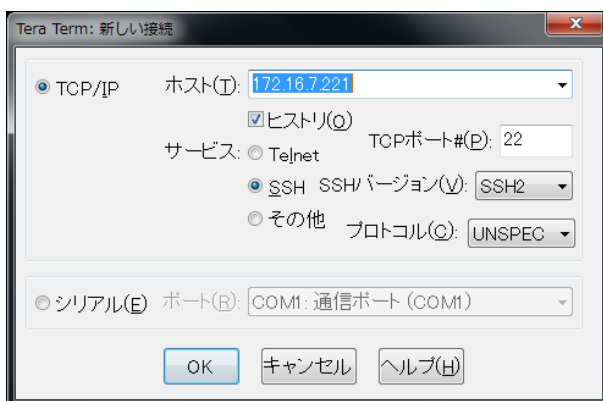 Tera Term: 新しい接続
TCP/IP ホスト(T): 172.16.7.221
ヒストリ(O)
サービス: Telnet TCPポート#(P): 22
SSH SSHバージョン(V): SSH2
その他 プロトコル(C): UNSPEC
シリアル(E) ポート(R): COM1: 通信ポート (COM1)
OK キャンセル ヘルプ(H)